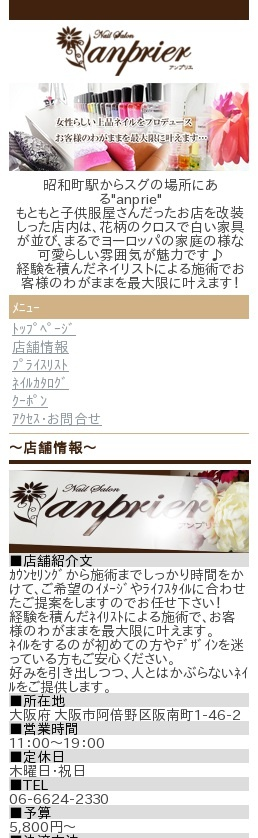 Nail Salon
anprier
アンプリエ
女性らしい上品ネイルをプロデュース
お客様のわがままを最大限に叶えます…
昭和町駅からスグの場所にあ
る"anprie"
もともと子供服屋さんだったお店を改装
しった店内は、花柄のクロスで白い家具
が並び、まるでヨーロッパの家庭の様な
可愛らしい雰囲気が魅力です♪
経験を積んだネイリストによる施術でお
客様のわがままを最大限に叶えます!
ﾒﾆｭｰ
ﾄｯﾌﾟﾍﾟｰｼﾞ
店舗情報
ﾌﾟﾗｲｽﾘｽﾄ
ﾈｲﾙｶﾀﾛｸﾞ
ｸｰﾎﾟﾝ
ｱｸｾｽ･お問合せ
～店舗情報～
Nail Salon
anprier
アンプリエ
■店舗紹介文
ｶｳﾝｾﾘﾝｸﾞから施術までしっかり時間をか
けて、ご希望のｲﾒｰｼﾞやﾗｲﾌｽﾀｲﾙに合わせ
たご提案をしますのでお任せ下さい!
経験を積んだﾈｲﾘｽﾄによる施術で、お客
様のわがままを最大限に叶えます。
ﾈｲﾙをするのが初めての方やﾃﾞｻﾞｲﾝを迷
っている方もご安心ください。
好みを引き出しつつ、人とはかぶらないﾈｲ
ﾙをご提供します。
■所在地
大阪府 大阪市阿倍野区阪南町1-46-2
■営業時間
11:00～19:00
■定休日
木曜日・祝日
■TEL
06-6624-2330
■予算
5,800円～